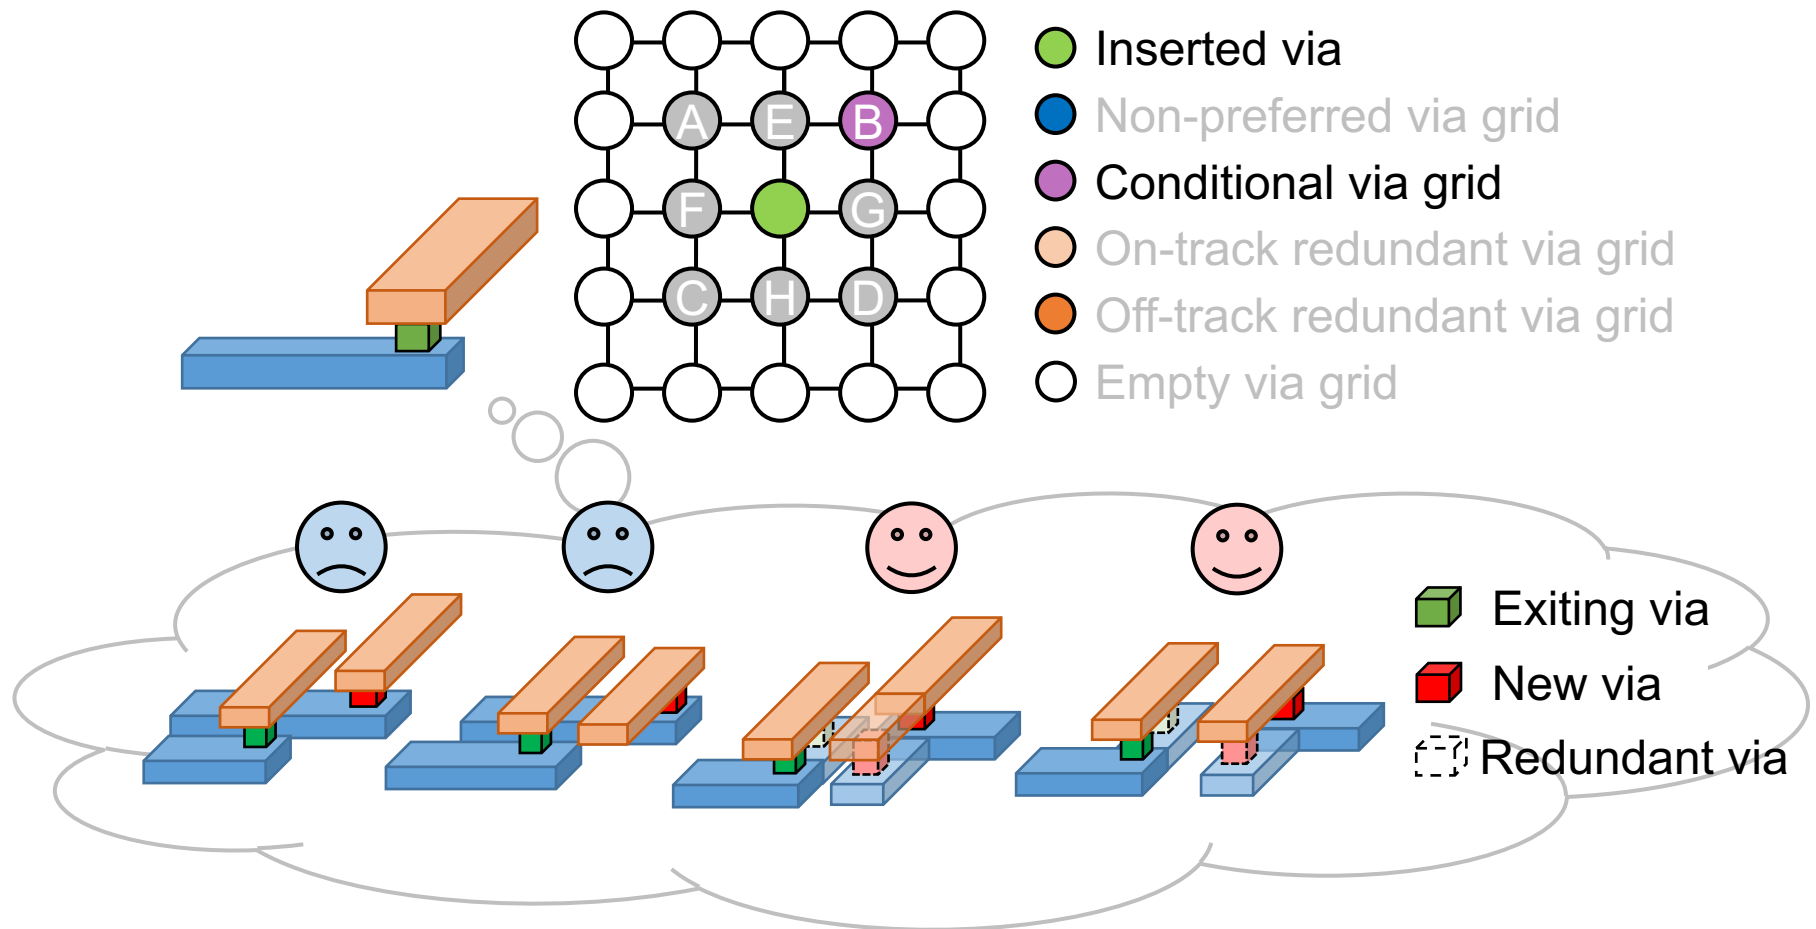 Inserted via
Non-preferred via grid
Conditional via grid
On-track redundant via grid
Off-track redundant via grid
Empty via grid
A E B
F G
C H D
Exiting via
New via
Redundant via